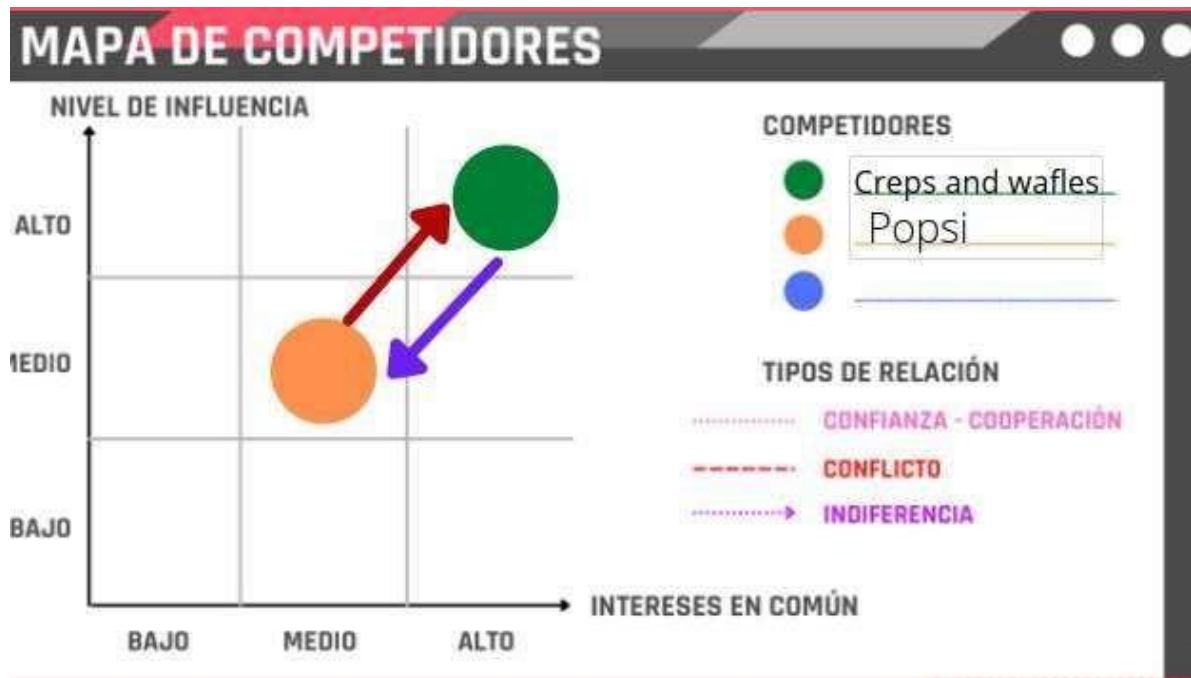 MAPA DE COMPETIDORES
NIVEL DE INFLUENCIA
ALTO
MEDIO
BAJO
BAJO MEDIO ALTO
INTERESES EN COMÚN
COMPETIDORES
Creps and wafles
Popsi
TIPOS DE RELACIÓN
CONFIANZA - COOPERACIÓN
CONFLICTO
INDIFERENCIA